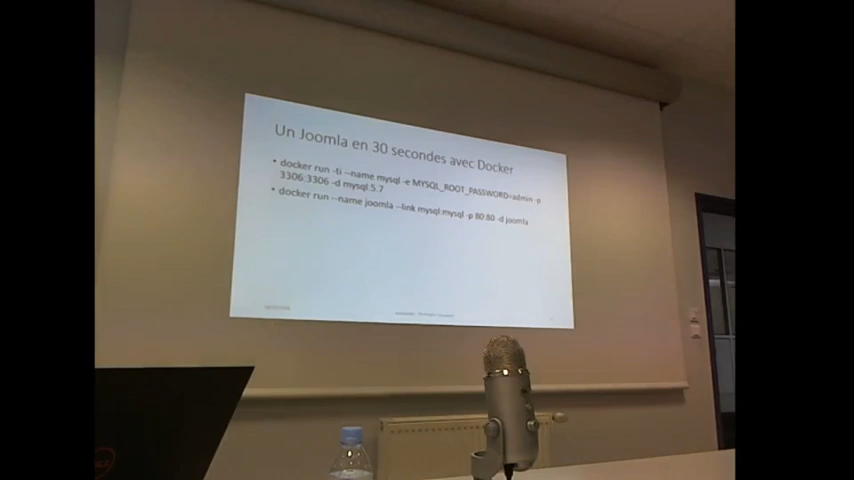 Un Joomla en 30 secondes avec Docker
• docker run -ti --name mysql -e MYSQL_ROOT_PASSWORD=admin -p
3306:3306 -d mysql:5.7
• docker run --name joomla --link mysql:mysql -p 80:80 -d joomla